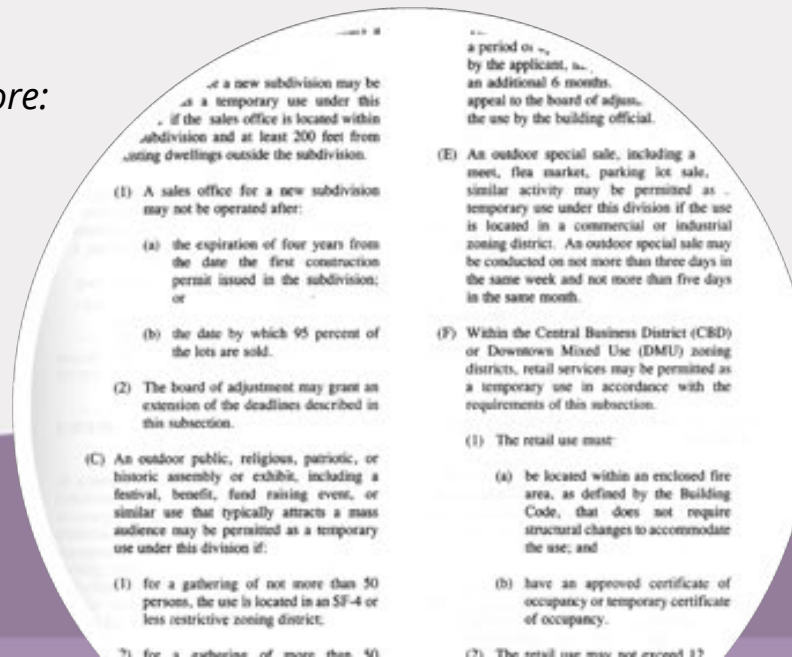 ore:
a new subdivision may be
a temporary use under this
if the sales office is located within
subdivision and at least 200 feet from
dwellings outside the subdivision.
(1) A sales office for a new subdivision
may not be operated after:
(a) the expiration of four years from
the date the first construction
permit issued in the subdivision;
or
(b) the date by which 95 percent of
the lots are sold.
(2) The board of adjustment may grant an
extension of the deadlines described in
this subsection.
(C) An outdoor public, religious, patriotic, or
historic assembly or exhibit, including a
festival, benefit, fund raising event, or
similar use that typically attracts a mass
audience may be permitted as a temporary
use under this division if:
(1) for a gathering of not more than 50
persons, the use is located in an SF-4 or
less restrictive zoning district;
2) for a gathering of more than 50
a period
by the applicant,
an additional 6 months.
appeal to the board of
the use by the building official.
(E) An outdoor special sale, including a
meet, flea market, parking lot sale,
similar activity may be permitted as
temporary use under this division if the use
is located in a commercial or industrial
zoning district. An outdoor special sale may
be conducted on not more than three days in
the same week and not more than five days
in the same month.
(F) Within the Central Business District (CBD)
or Downtown Mixed Use (DMU) zoning
districts, retail services may be permitted as
a temporary use in accordance with the
requirements of this subsection.
(1) The retail use must
(a) be located within an enclosed fire
area, as defined by the Building
Code, that does not require
structural changes to accommodate
the use; and
(b) have an approved certificate of
occupancy or temporary certificate
of occupancy.
(2) The retail use may not exceed 12